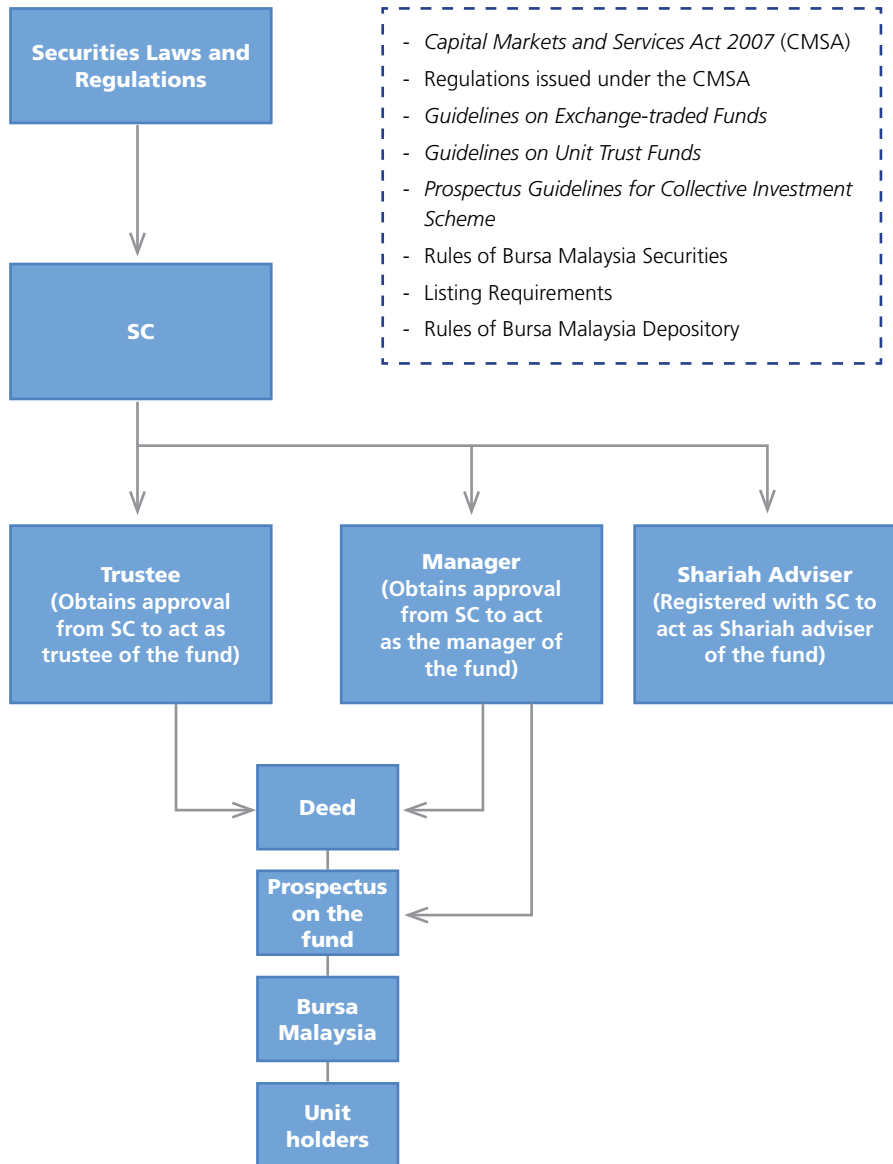 Securities Laws and
Regulations
- Capital Markets and Services Act 2007 (CMSA)
- Regulations issued under the CMSA
- Guidelines on Exchange-traded Funds
- Guidelines on Unit Trust Funds
- Prospectus Guidelines for Collective Investment
Scheme
- Rules of Bursa Malaysia Securities
- Listing Requirements
- Rules of Bursa Malaysia Depository
SC
Trustee
(Obtains approval
from SC to act as
trustee of the fund)
Manager
(Obtains approval
from SC to act
as the manager of
the fund)
Shariah Adviser
(Registered with SC to
act as Shariah adviser
of the fund)
Deed
Prospectus
on the
fund
Bursa
Malaysia
Unit
holders